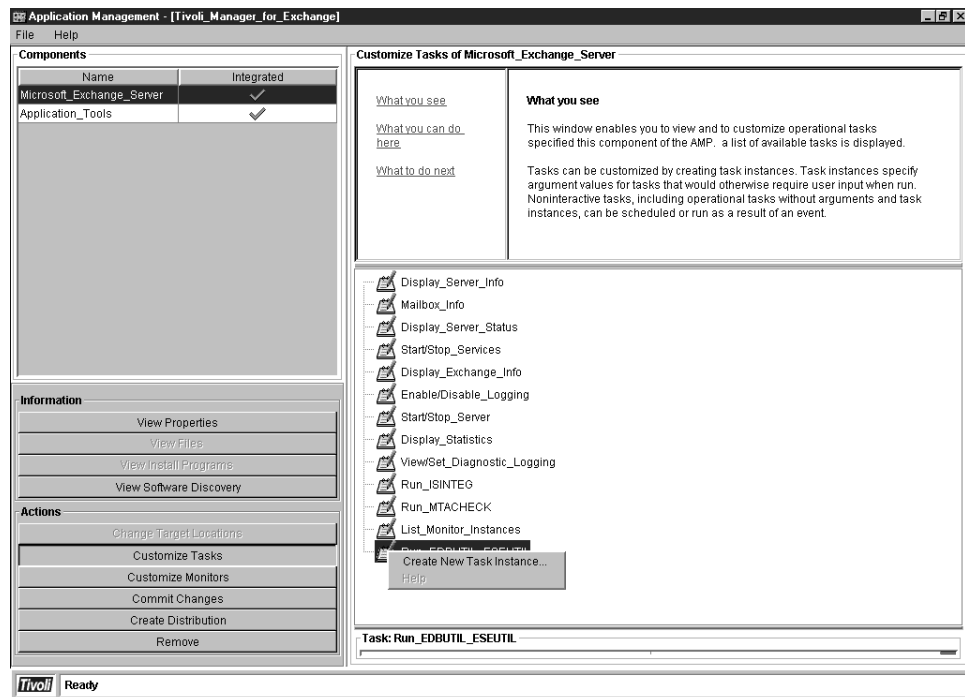 Application Management - [Tivoli_Manager_for_Exchange]
File Help
Components
Name Integrated
Microsoft_Exchange_Server
Application_Tools
Information
View Properties
View Files
View Install Programs
View Software Discovery
Actions
Change Target Locations
Customize Tasks
Customize Monitors
Commit Changes
Create Distribution
Remove
Customize Tasks of Microsoft_Exchange_Server
What you see
What you can do
here
What to do next
What you see
This window enables you to view and to customize operational tasks
specified this component of the AMP. a list of available tasks is displayed.
Tasks can be customized by creating task instances. Task instances specify
argument values for tasks that would otherwise require user input when run.
Noninteractive tasks, including operational tasks without arguments and task
instances, can be scheduled or run as a result of an event.
Display_Server_Info
Mailbox_Info
Display_Server_Status
Start/Stop_Services
Display_Exchange_Info
Enable/Disable_Logging
Start/Stop_Server
Display_Statistics
View/Set_Diagnostic_Logging
Run_ISINTEG
Run_MTACHECK
List_Monitor_Instances
Run_EDBUTIL_ESEUTIL
Create New Task Instance...
Help
Task: Run_EDBUTIL_ESEUTIL
Tivoli Ready